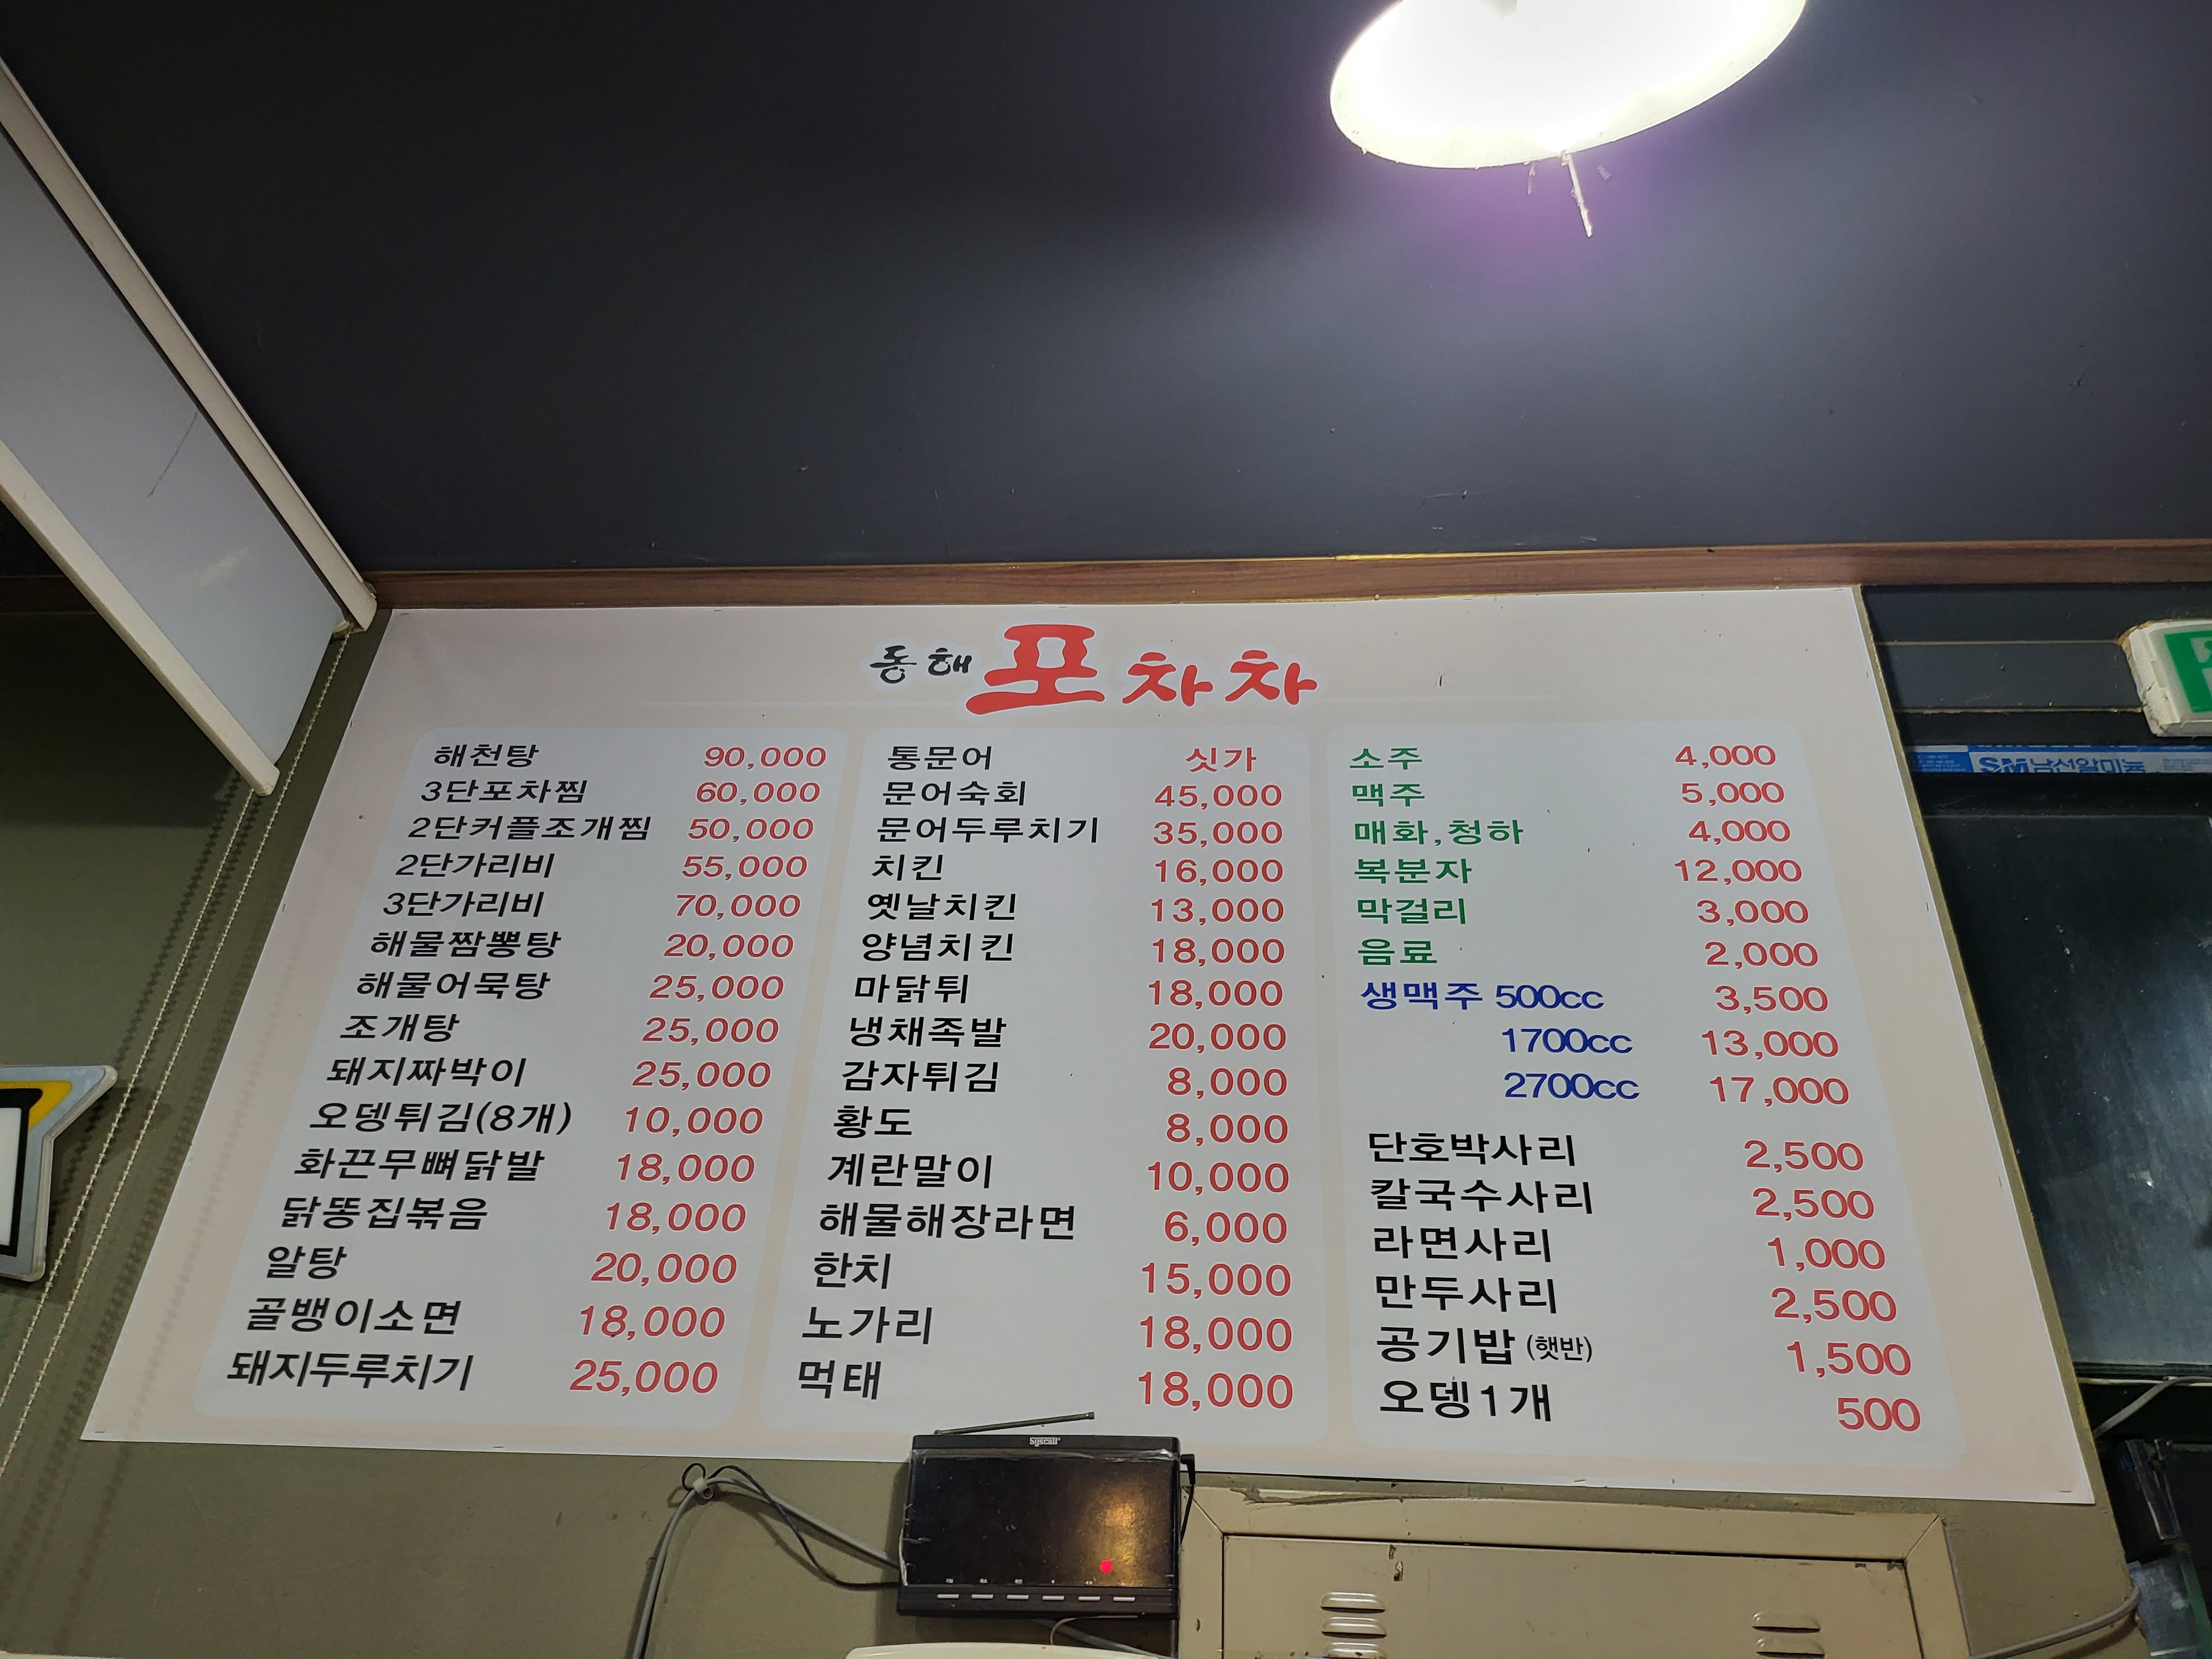 동해 포차차
해천탕 90,000
3단포차찜 60,000
2단커플조개찜 50,000
2단가리비 55,000
3단가리비 70,000
해물짬뽕탕 20,000
해물어묵탕 25,000
조개탕 25,000
돼지짜박이 25,000
오뎅튀김(8개) 10,000
화끈무뼈닭발 18,000
닭똥집볶음 18,000
알탕 20,000
골뱅이소면 18,000
돼지두루치기 25,000
통문어 싯가
문어숙회 45,000
문어두루치기 35,000
치킨 16,000
옛날치킨 13,000
양념치킨 18,000
마닭튀 18,000
냉채족발 20,000
감자튀김 8,000
황도 8,000
계란말이 10,000
해물해장라면 6,000
한치 15,000
노가리 18,000
먹태 18,000
소주 4,000
맥주 5,000
매화,청하 4,000
복분자 12,000
막걸리 3,000
음료 2,000
생맥주 500cc 3,500
1700cc 13,000
2700cc 17,000
단호박사리 2,500
칼국수사리 2,500
라면사리 1,000
만두사리 2,500
공기밥 (햇반) 1,500
오뎅1개 500
SM남선알미늄
Syscall